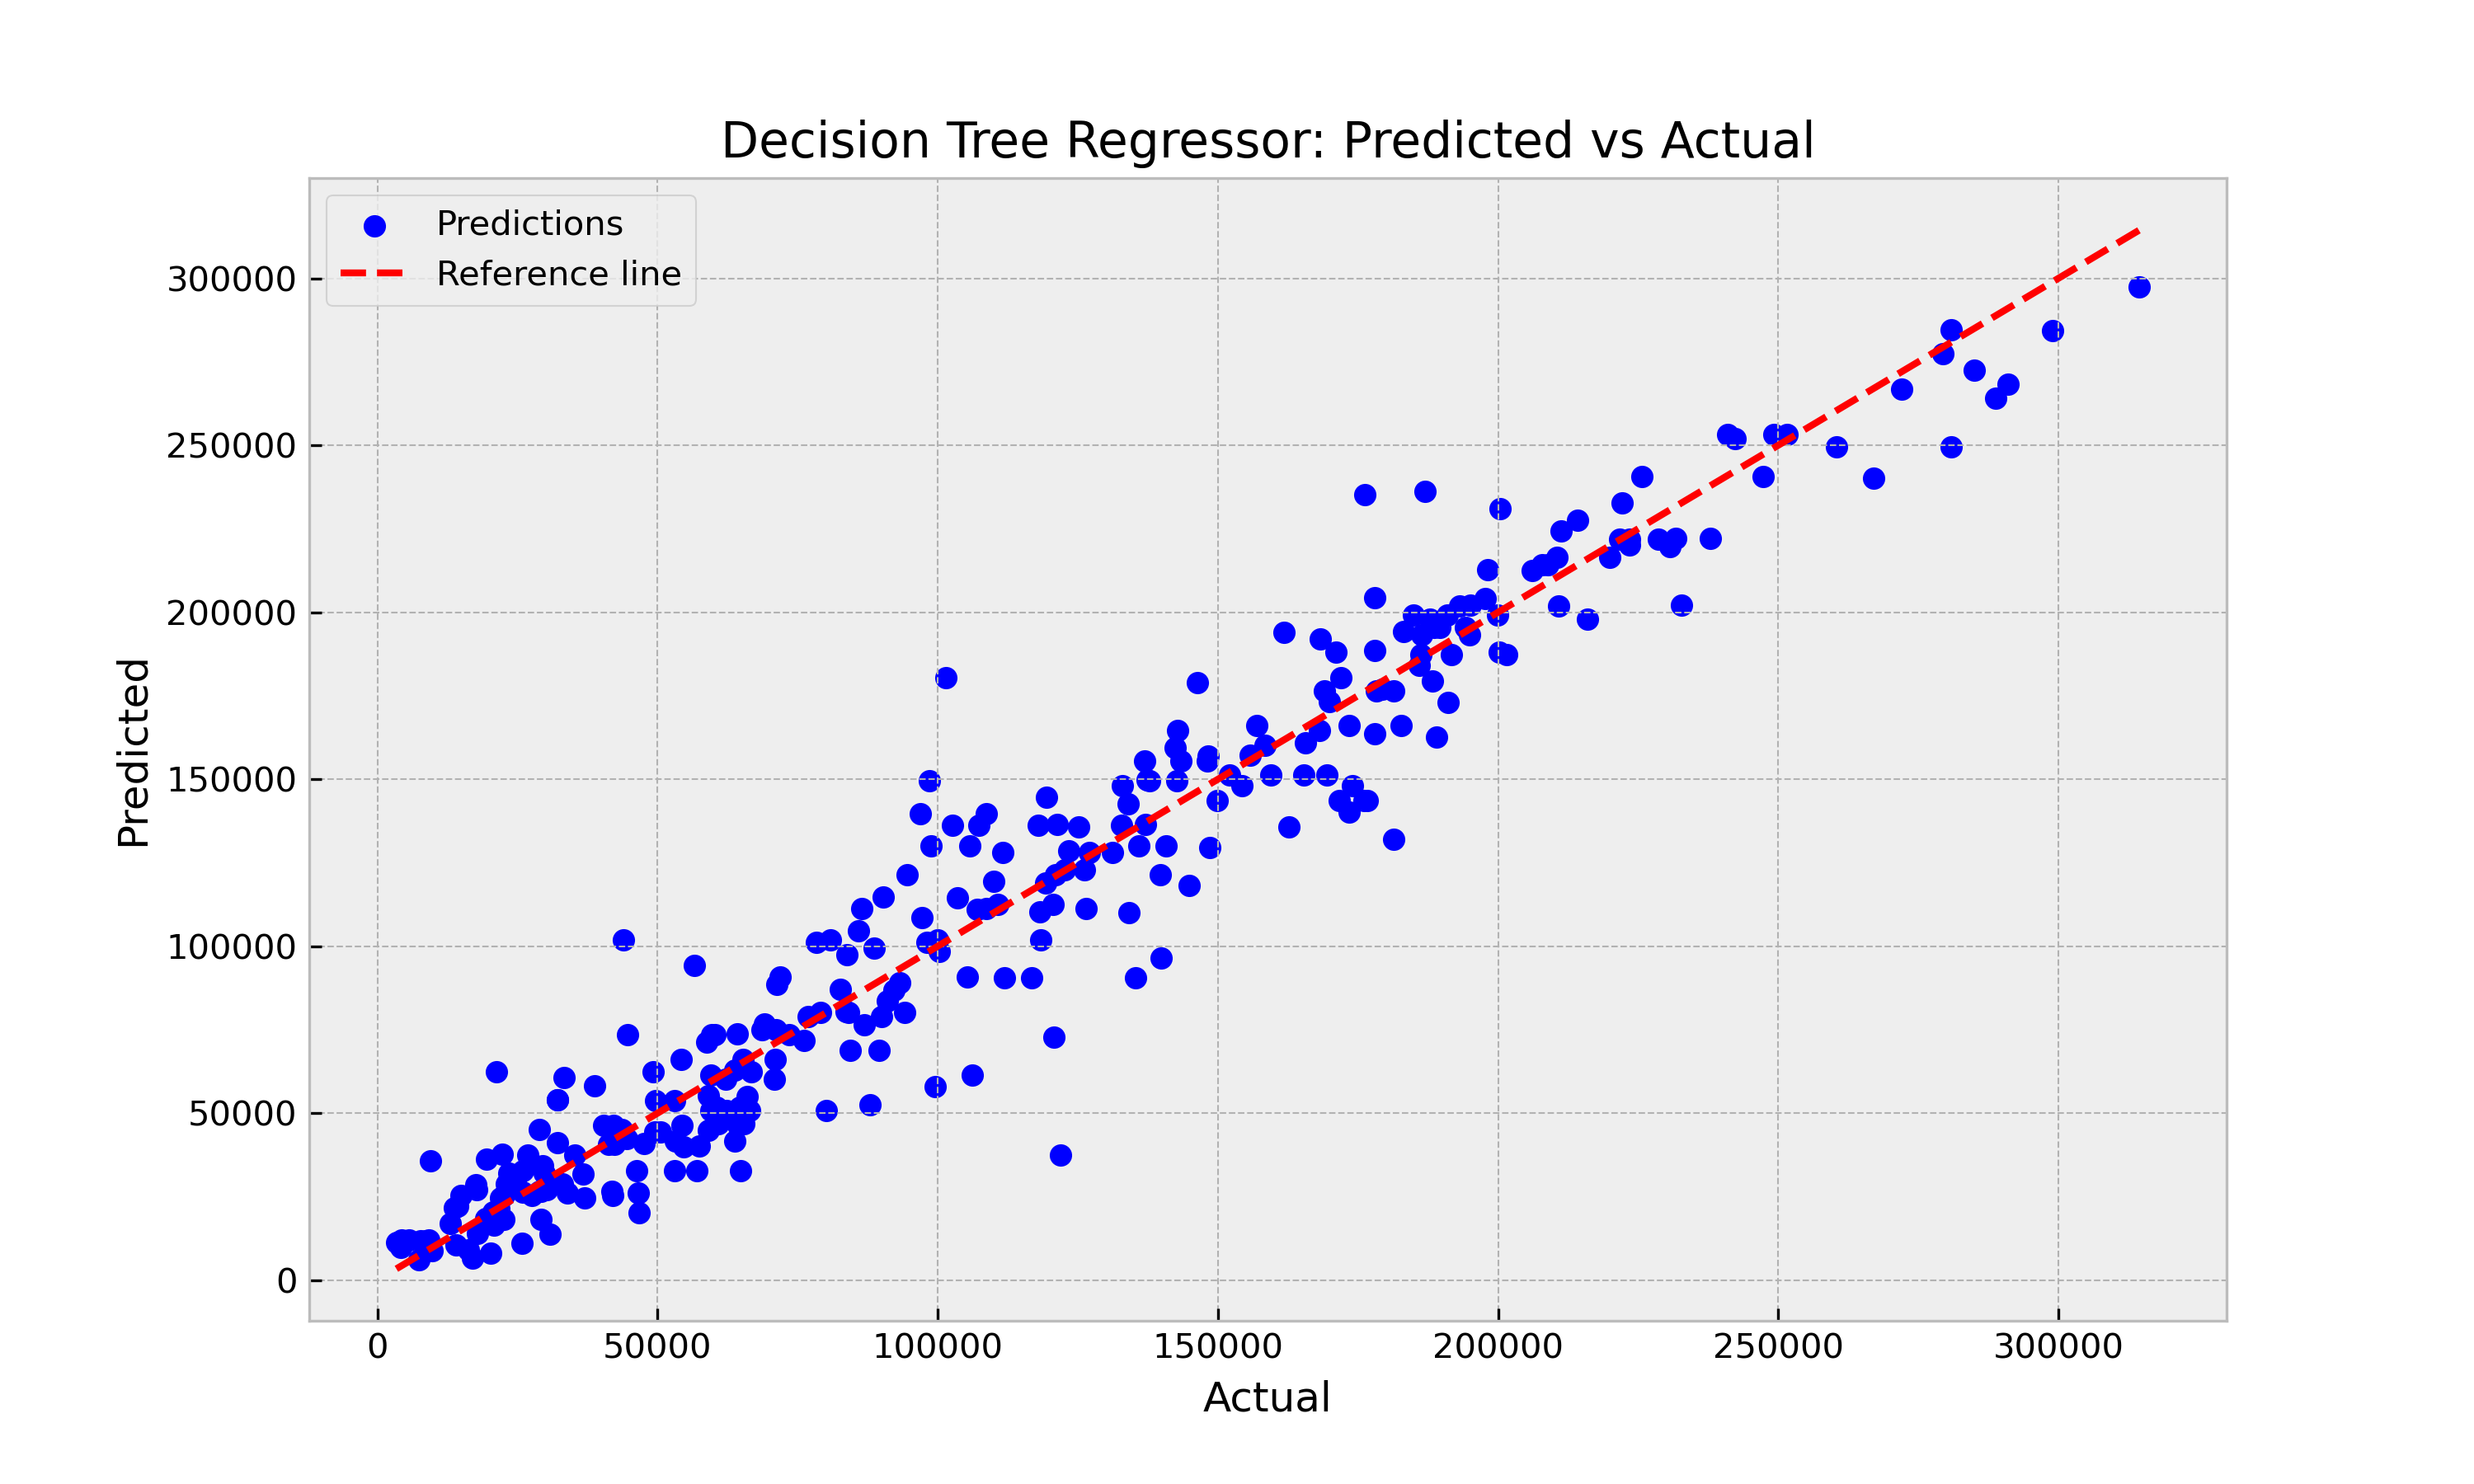 Decision Tree Regressor: Predicted vs Actual
Predictions
Reference line
300000
250000
200000
150000
100000
50000
0
Predicted
0 50000 100000 150000 200000 250000 300000
Actual